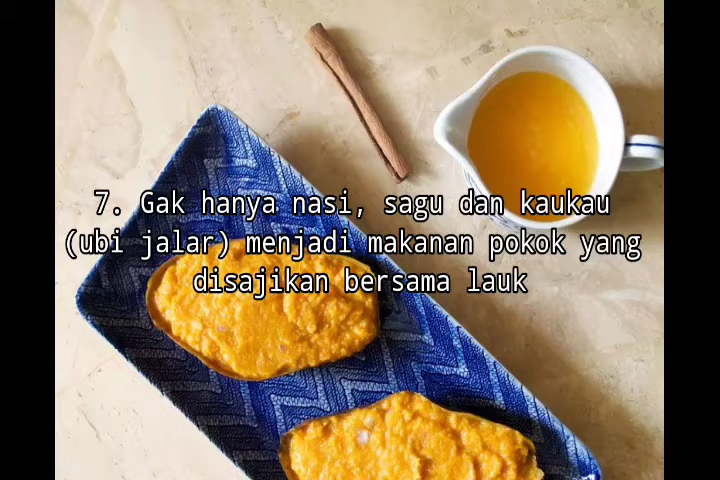 7. Gak hanya nasi, sagu dan kaukau
(ubi jalar) menjadi makanan pokok yang
disajikan bersama lauk